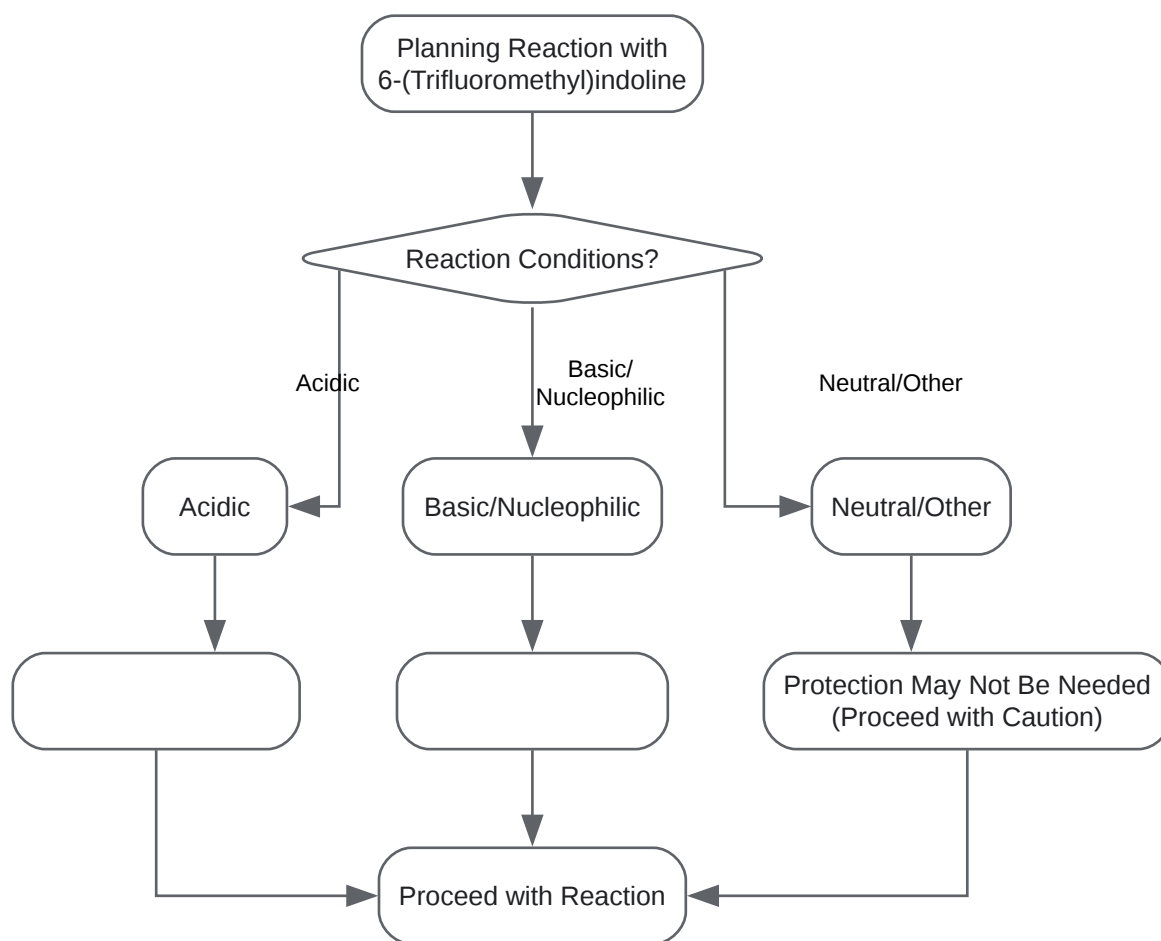 Planning Reaction with
6-(Trifluoromethyl)indoline
Reaction Conditions?
Acidic
Basic/
Nucleophilic
Neutral/Other
Acidic
Basic/Nucleophilic
Neutral/Other
Protection May Not Be Needed
(Proceed with Caution)
Proceed with Reaction